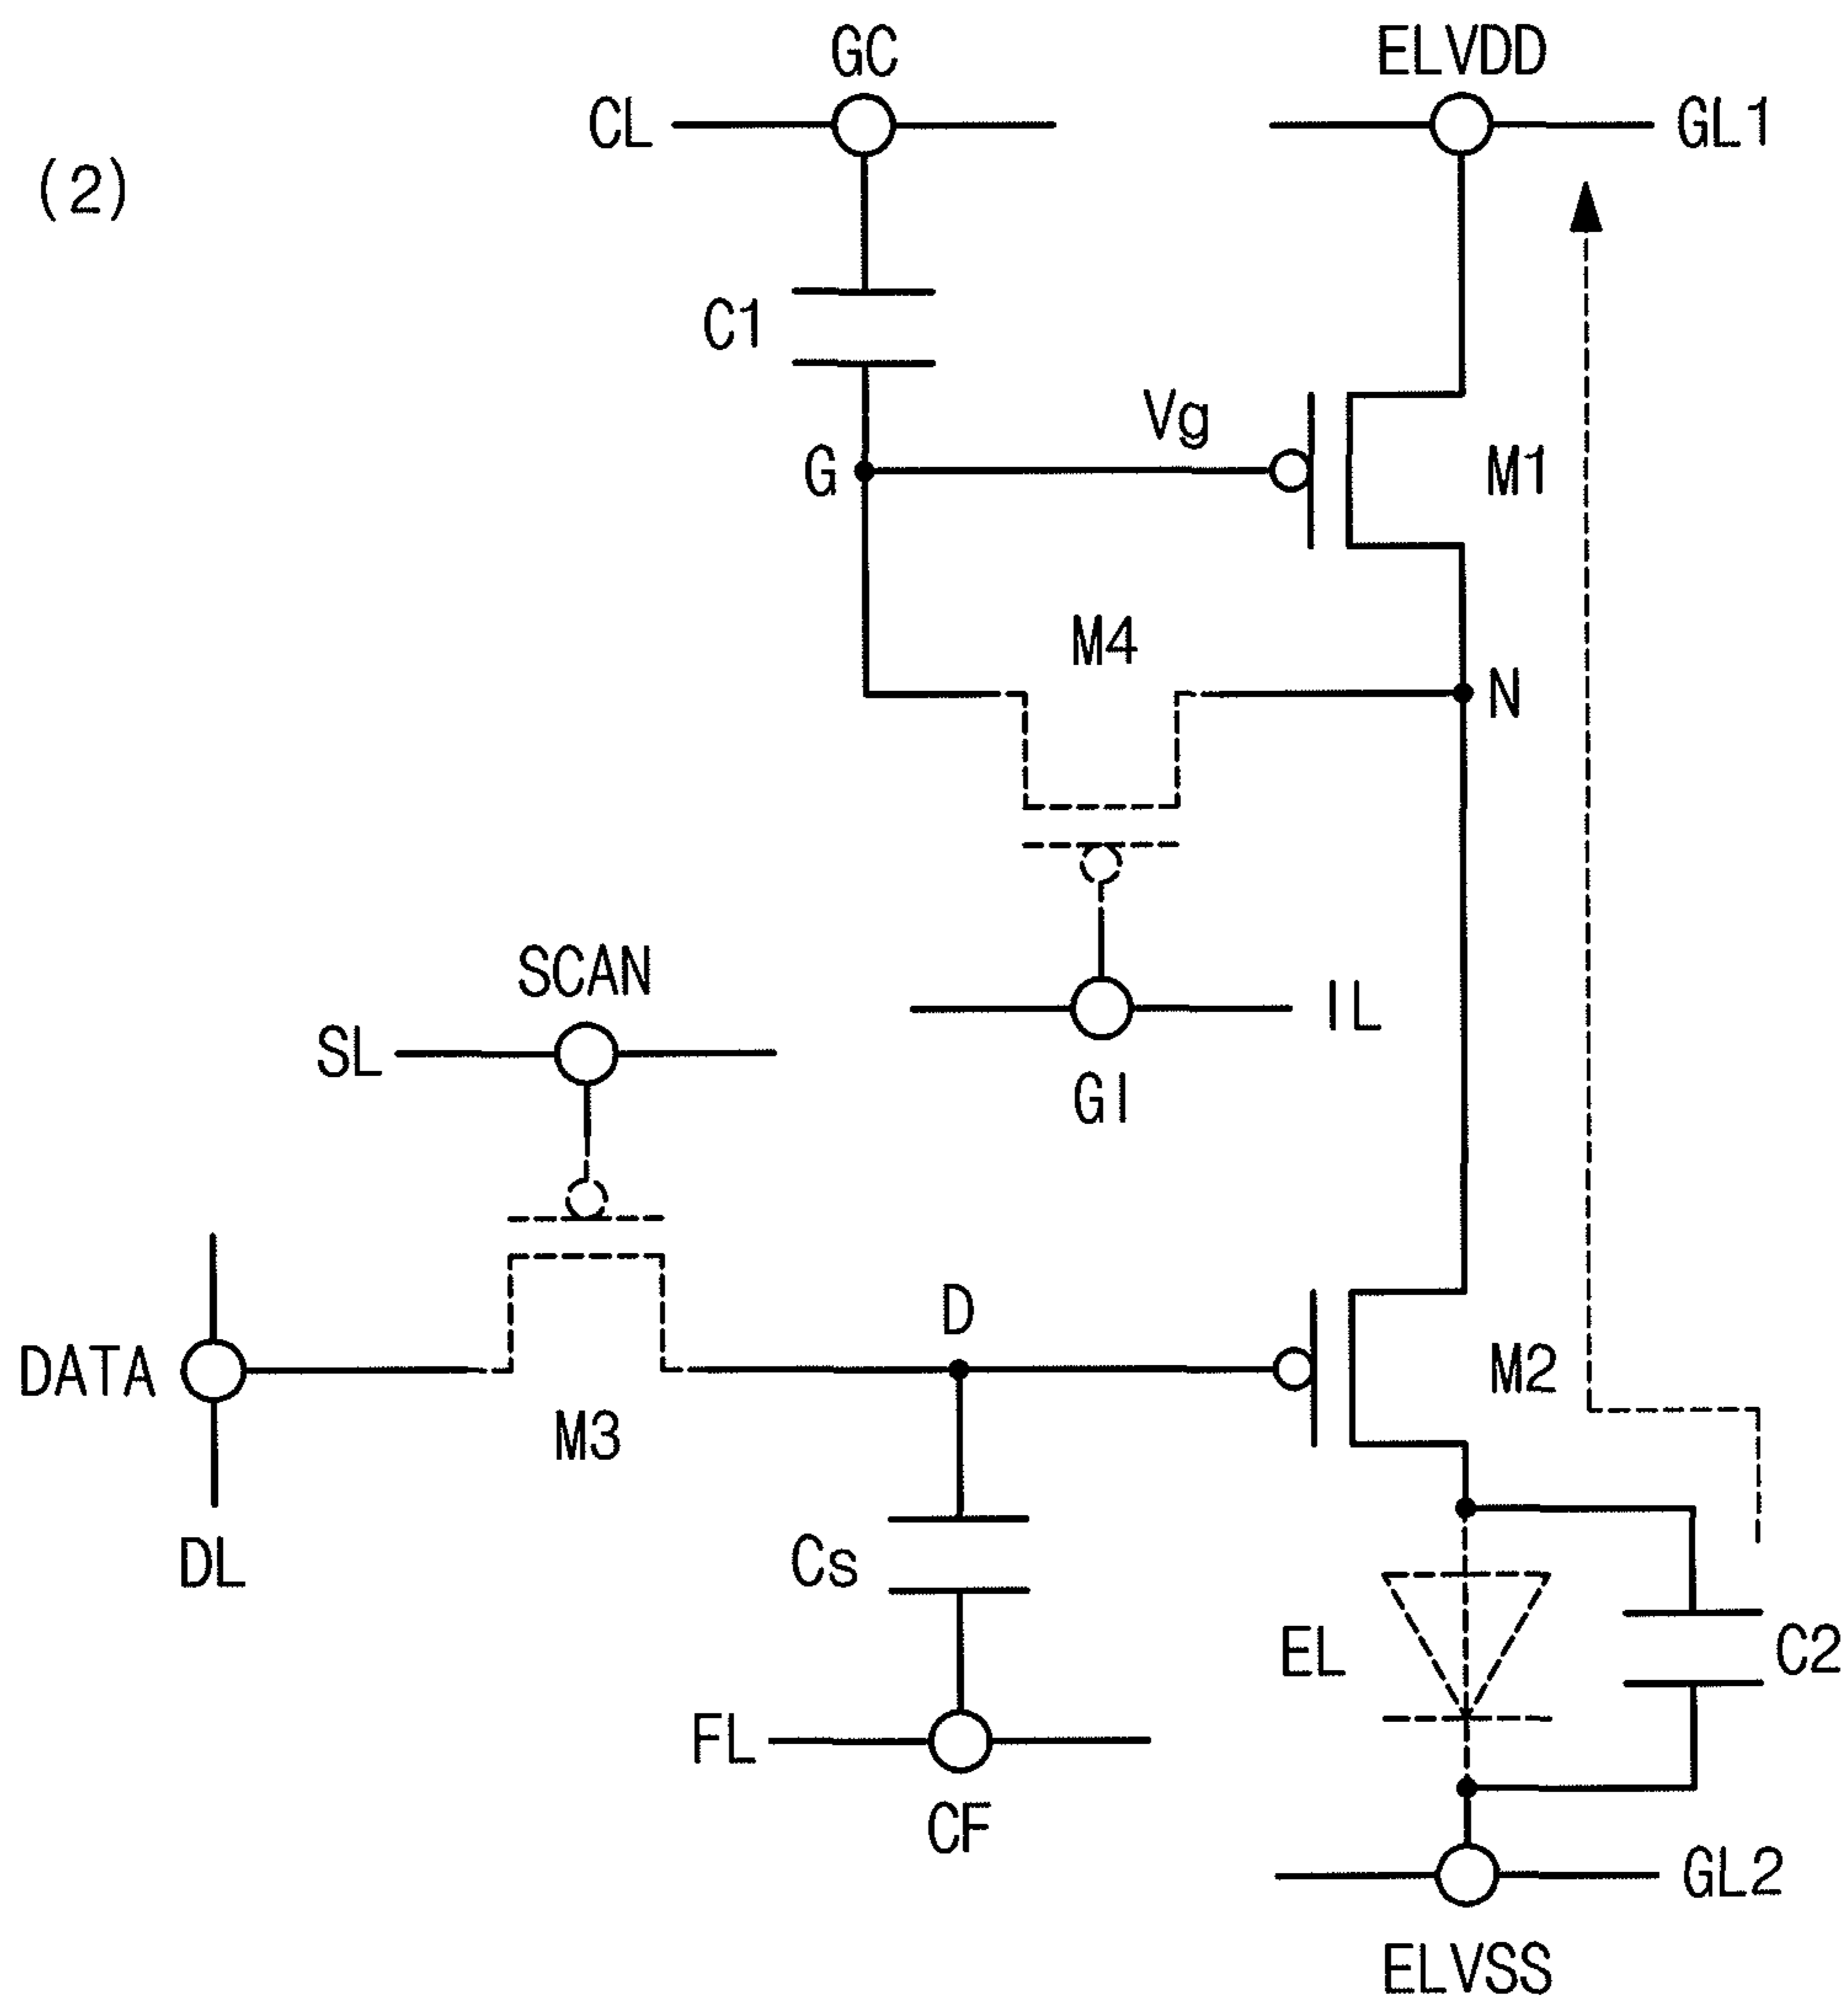 GC
ELVDD
CL
GL1
(2)
C1
Vg
G
M1
M4
N
SCAN
IL
SL
GI
D
DATA
M2
M3
Cs
DL
EL
C2
FL
CF
GL2
ELVSS